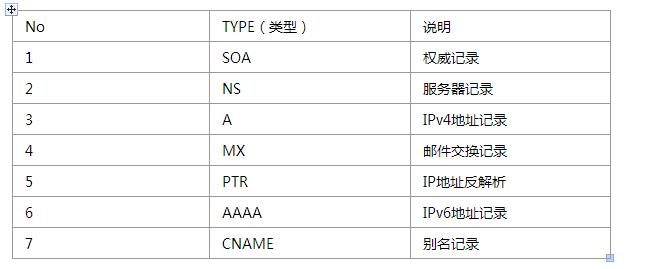 No TYPE（类型） 说明
1 SOA 权威记录
2 NS 服务器记录
3 A IPv4地址记录
4 MX 邮件交换记录
5 PTR IP地址反解析
6 AAAA IPv6地址记录
7 CNAME 别名记录